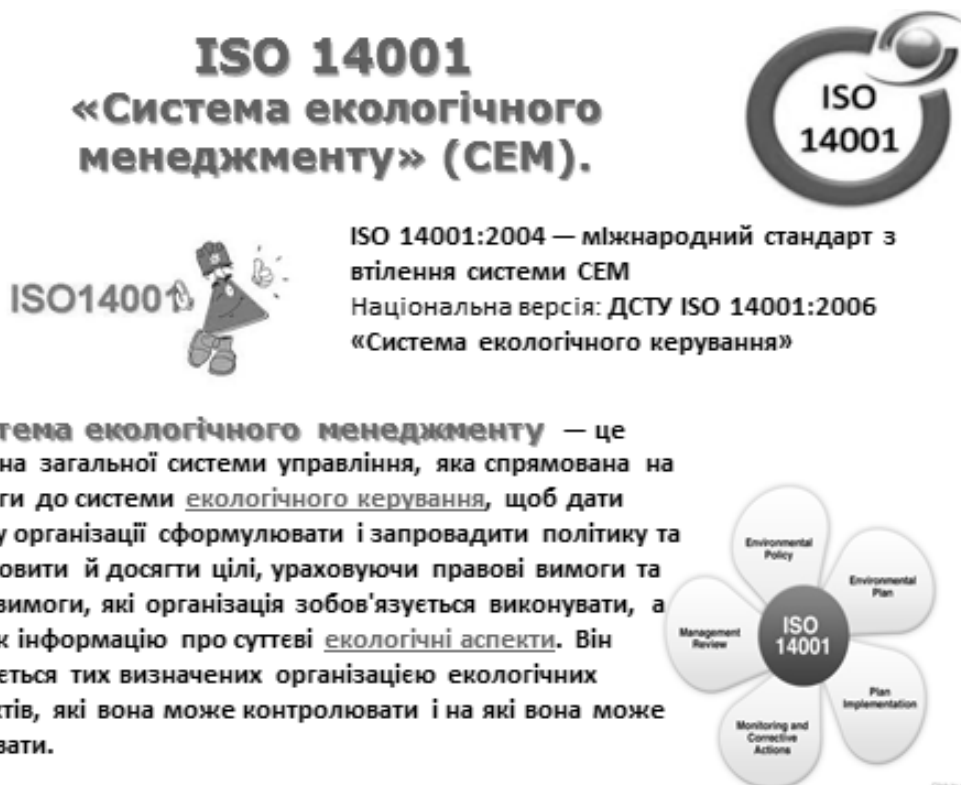 ISO 14001
«Система екологічного
менеджменту» (СЕМ).
ISO
14001
ISO 14001:2004 — міжнародний стандарт з
втілення системи СЕМ
Національна версія: ДСТУ ISO 14001:2006
«Система екологічного керування»
ISO14001
тема екологічного менеджменту — це
на загальної системи управління, яка спрямована на
ги до системи екологічного керування, щоб дати
у організації сформулювати і запровадити політику та
овити й досягти цілі, ураховуючи правові вимоги та
вимоги, які організація зобов'язується виконувати, а
к інформацію про суттєві екологічні аспекти. Він
ється тих визначених організацією екологічних
тів, які вона може контролювати і на які вона може
вати.
Environmental
Policy
Environmental
Plan
Plan
Implementation
Monitoring and
Corrective
Actions
Management
Review
ISO
14001